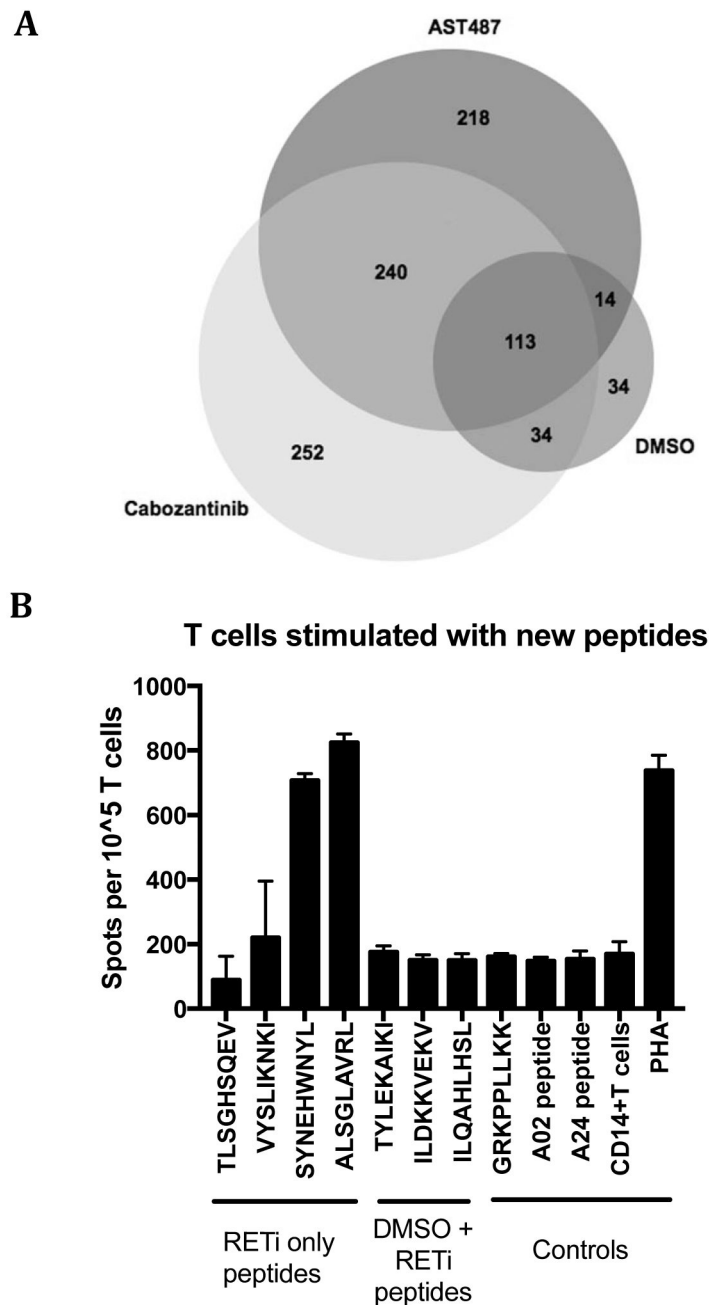 A
AST487
218
240
14
113
34
34
252
DMSO
Cabozantinib
B
T cells stimulated with new peptides
Spots per 10^5 T cells
1000
800
600
400
200
0
TLSGHSQEV
VYSLIKNKI
SYNEHWNYL
ALSGLAVRL
TYLEKAIKI
ILDKKVEKV
ILQAHLHSL
GRKPPLLKK
A02 peptide
A24 peptide
CD14+T cells
PHA
RETi only
peptides
DMSO +
RETi
peptides
Controls